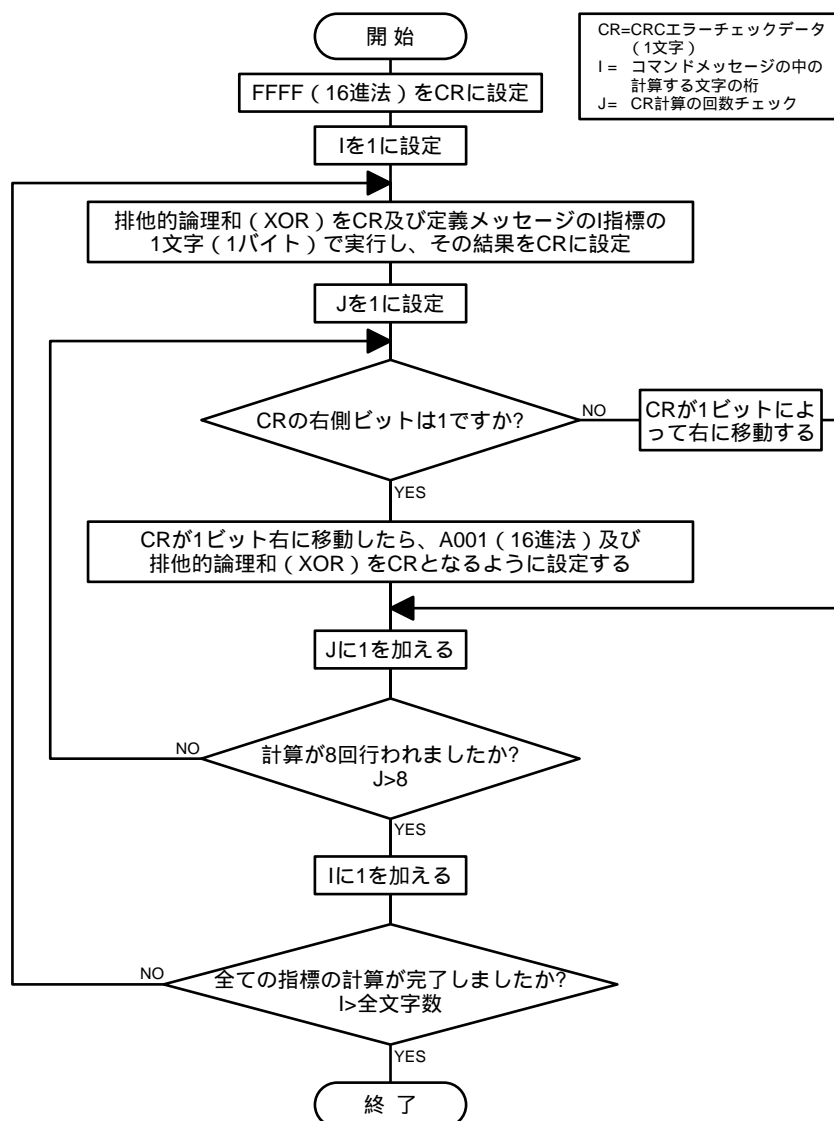 開 始
CR=CRCエラーチェックデータ
(1文字)
I = コマンドメッセージの中の
計算する文字の桁
J= CR計算の回数チェック
FFFF(16進法)をCRに設定
Iを1に設定
排他的論理和(XOR)をCR及び定義メッセージのI指標の
1文字(1バイト)で実行し、その結果をCRに設定
Jを1に設定
CRの右側ビットは1ですか?
NO
CRが1ビットによ
って右に移動する
YES
CRが1ビット右に移動したら、A001(16進法)及び
排他的論理和(XOR)をCRとなるように設定する
Jに1を加える
NO
計算が8回行われましたか?
J>8
YES
Iに1を加える
NO
全ての指標の計算が完了しましたか?
I>全文字数
YES
終 了